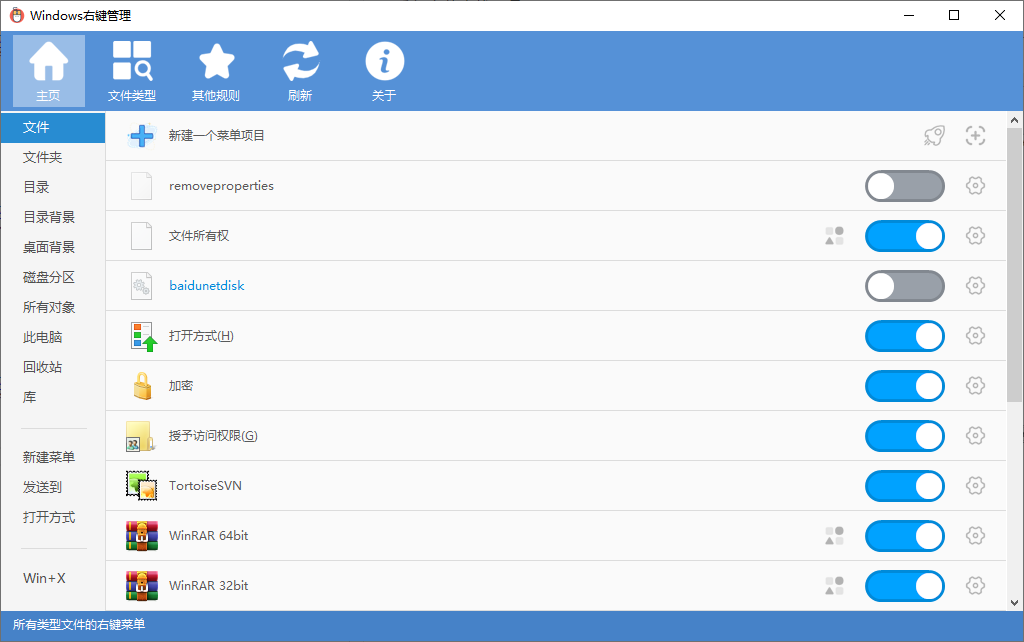 Windows右键管理
主页
文件类型
其他规则
刷新
关于
文件
文件夹
目录
目录背景
桌面背景
磁盘分区
所有对象
此电脑
回收站
库
新建菜单
发送到
打开方式
Win+X
新建一个菜单项目
removeproperties
文件所有权
baidunetdisk
打开方式(H)
加密
授予访问权限(G)
TortoiseSVN
WinRAR 64bit
WinRAR 32bit
所有类型文件的右键菜单